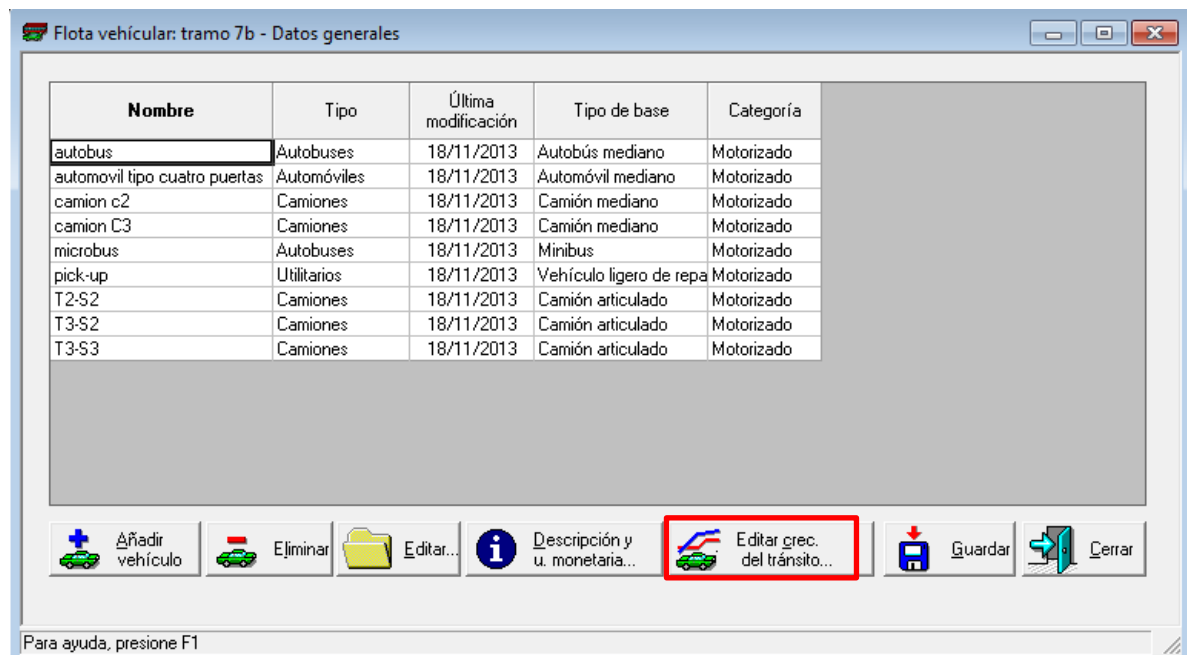 Flota vehícular: tramo 7b - Datos generales
Nombre Tipo Última modificación Tipo de base Categoría
autobus Autobuses 18/11/2013 Autobús mediano Motorizado
automovil tipo cuatro puertas Automóviles 18/11/2013 Automóvil mediano Motorizado
camion c2 Camiones 18/11/2013 Camión mediano Motorizado
camion C3 Camiones 18/11/2013 Camión mediano Motorizado
microbus Autobuses 18/11/2013 Minibus Motorizado
pick-up Utilitarios 18/11/2013 Vehículo ligero de repa Motorizado
T2-S2 Camiones 18/11/2013 Camión articulado Motorizado
T3-S2 Camiones 18/11/2013 Camión articulado Motorizado
T3-S3 Camiones 18/11/2013 Camión articulado Motorizado
Añadir vehículo
Eliminar
Editar...
Descripción y u. monetaria...
Editar crec. del tránsito...
Guardar
Cerrar
Para ayuda, presione F1